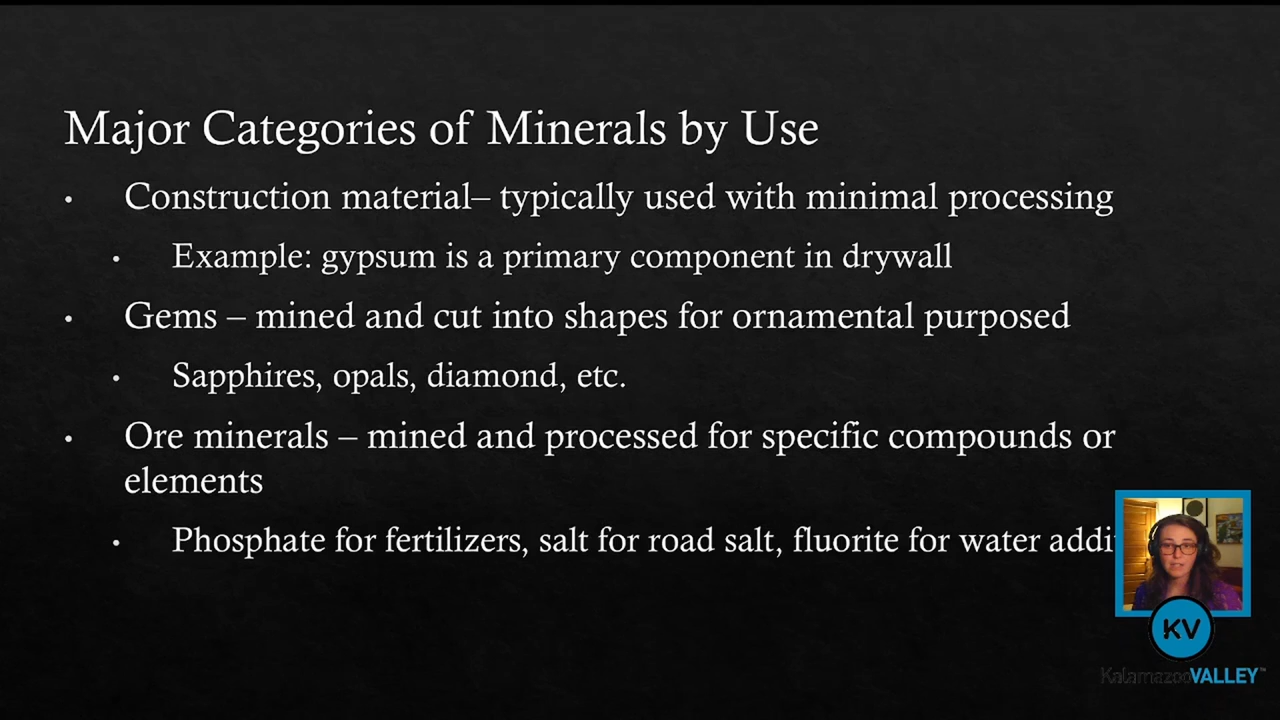 Major Categories of Minerals by Use
• Construction material– typically used with minimal processing
• Example: gypsum is a primary component in drywall
• Gems – mined and cut into shapes for ornamental purposed
• Sapphires, opals, diamond, etc.
• Ore minerals – mined and processed for specific compounds or
elements
• Phosphate for fertilizers, salt for road salt, fluorite for water
KV
KalamazooVALLEY™